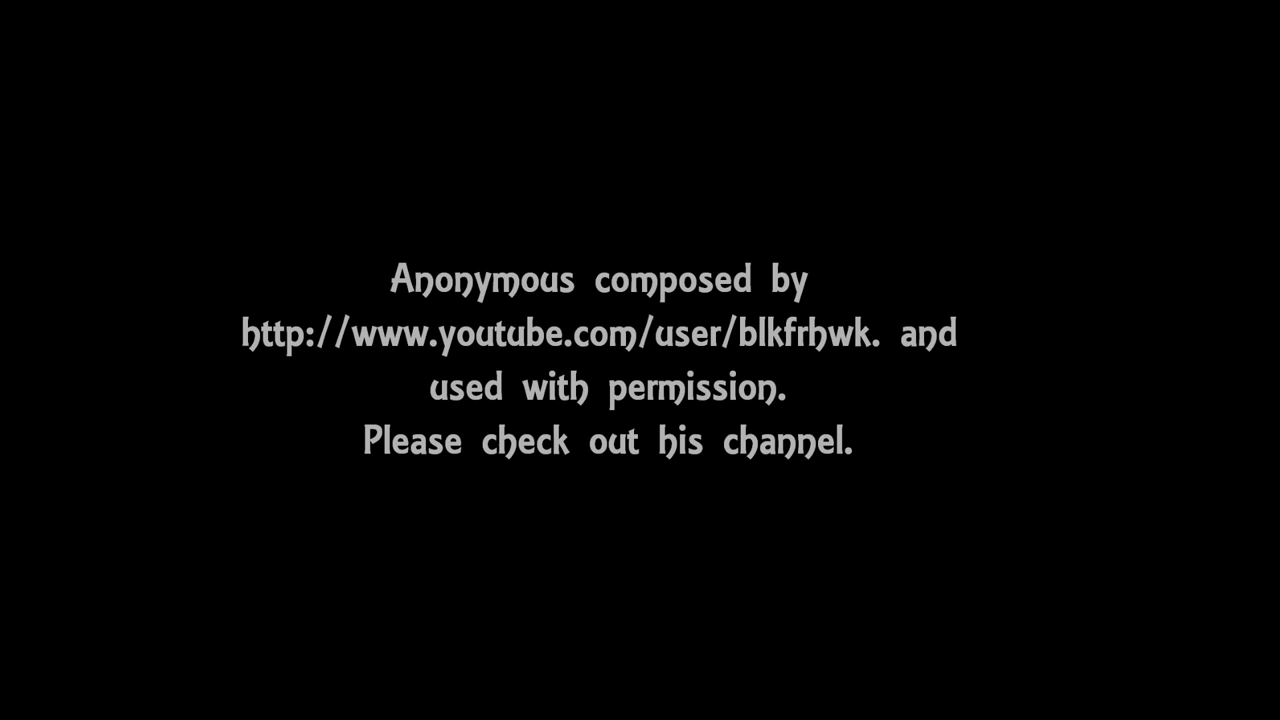 Anonymous composed by
http://www.youtube.com/user/blkfrhwk. and
used with permission.
Please check out his channel.